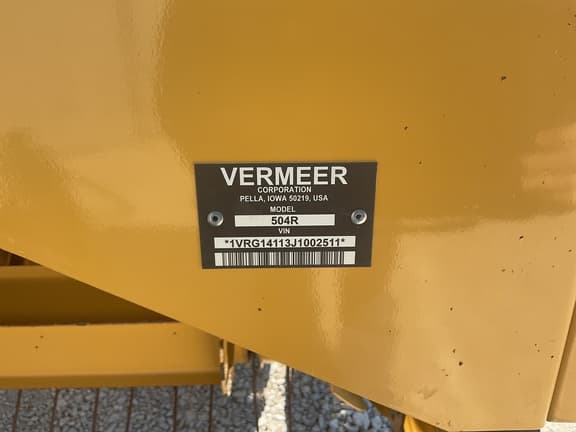 VERMEER
CORPORATION
PELLA, IOWA 50219, USA
MODEL
504R
VIN
*1VRG14113J1002511*